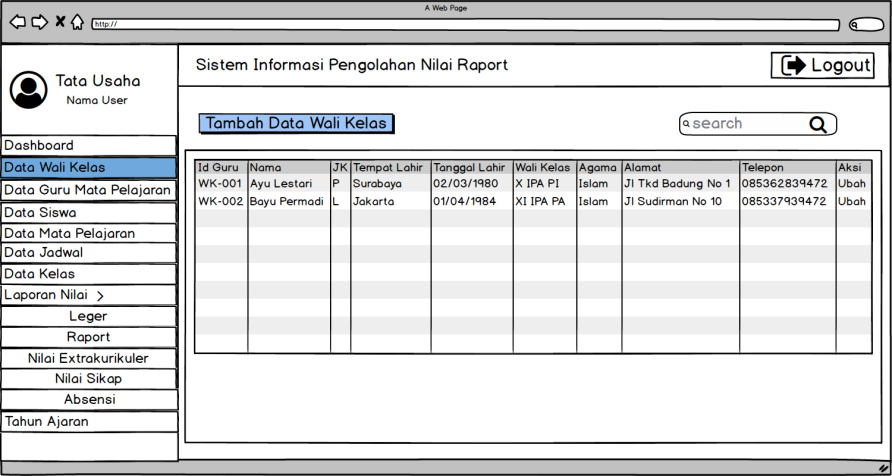 A Web Page
http://
Sistem Informasi Pengolahan Nilai Raport
Logout
Tata Usaha
Nama User
Tambah Data Wali Kelas
search
Dashboard
Data Wali Kelas
Data Guru Mata Pelajaran
Data Siswa
Data Mata Pelajaran
Data Jadwal
Data Kelas
Laporan Nilai >
Leger
Raport
Nilai Extrakurikuler
Nilai Sikap
Absensi
Tahun Ajaran
Id Guru Nama JK Tempat Lahir Tanggal Lahir Wali Kelas Agama Alamat Telepon Aksi
WK-001 Ayu Lestari P Surabaya 02/03/1980 X IPA PI Islam Jl Tkd Badung No 1 085362839472 Ubah
WK-002 Bayu Permadi L Jakarta 01/04/1984 XI IPA PA Islam Jl Sudirman No 10 085337939472 Ubah